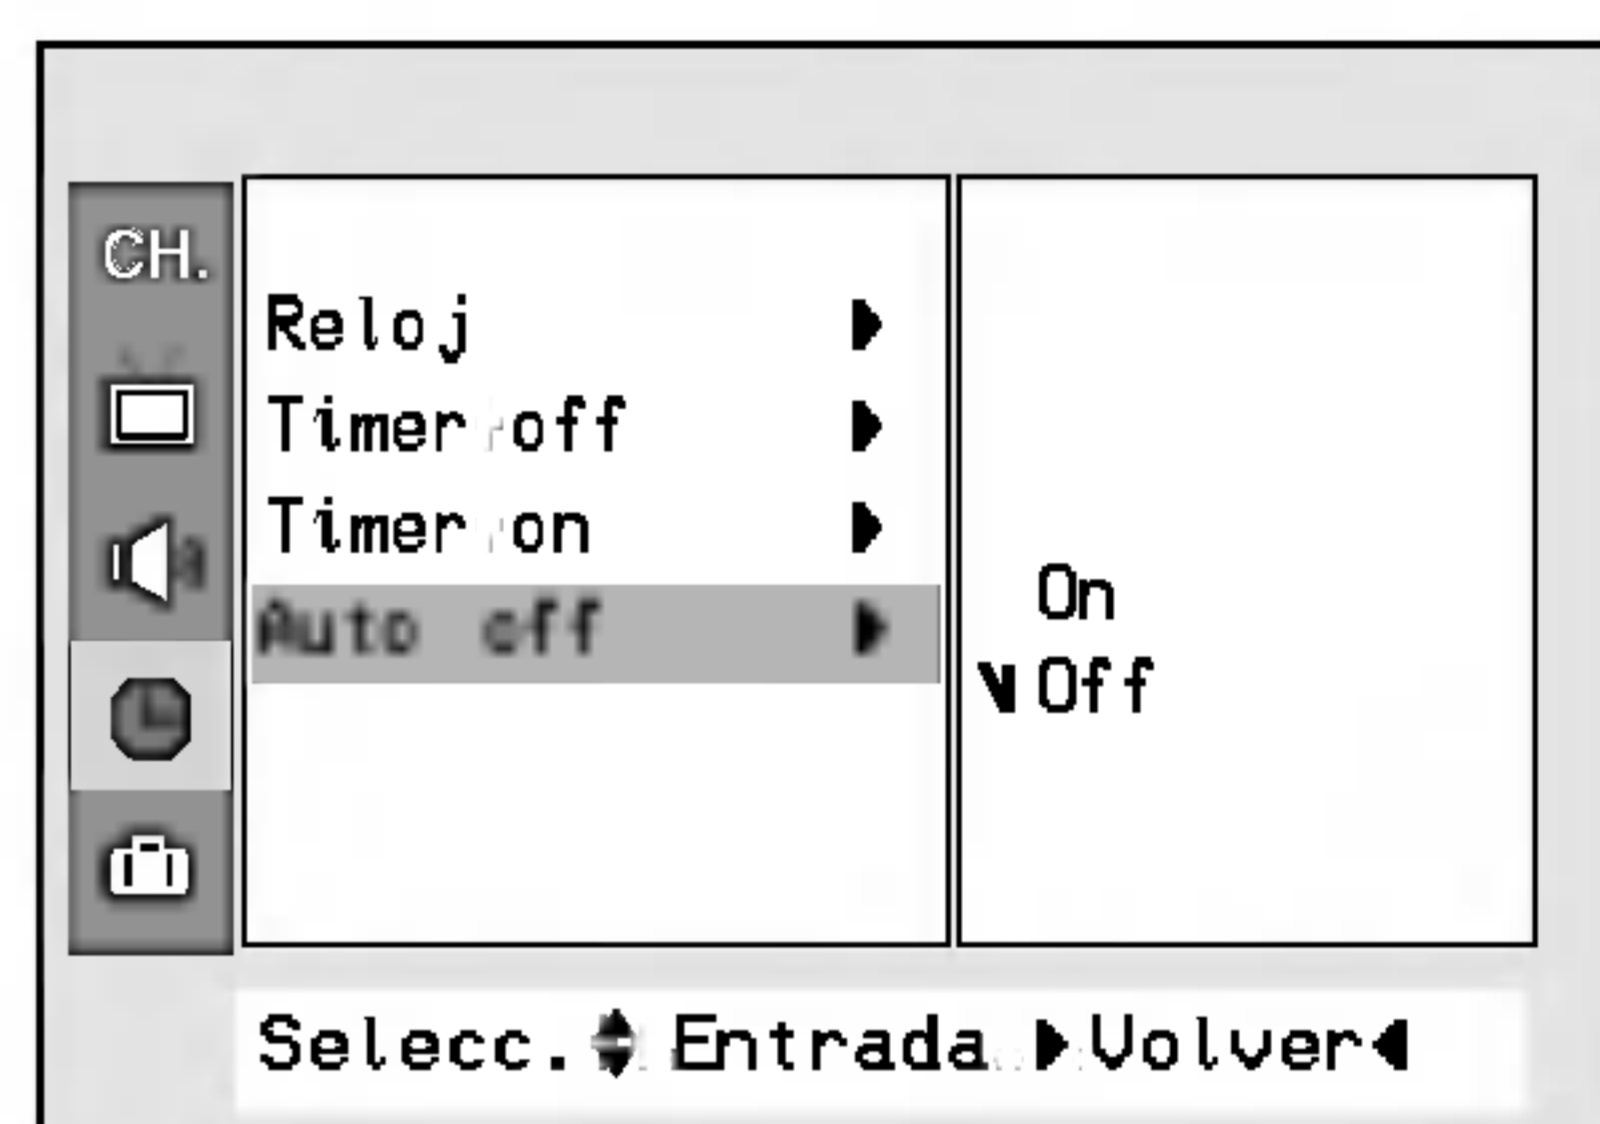 CH.
Reloj
Timer off
Timer on
Auto off
On
Off
Selecc. Entrada Volver